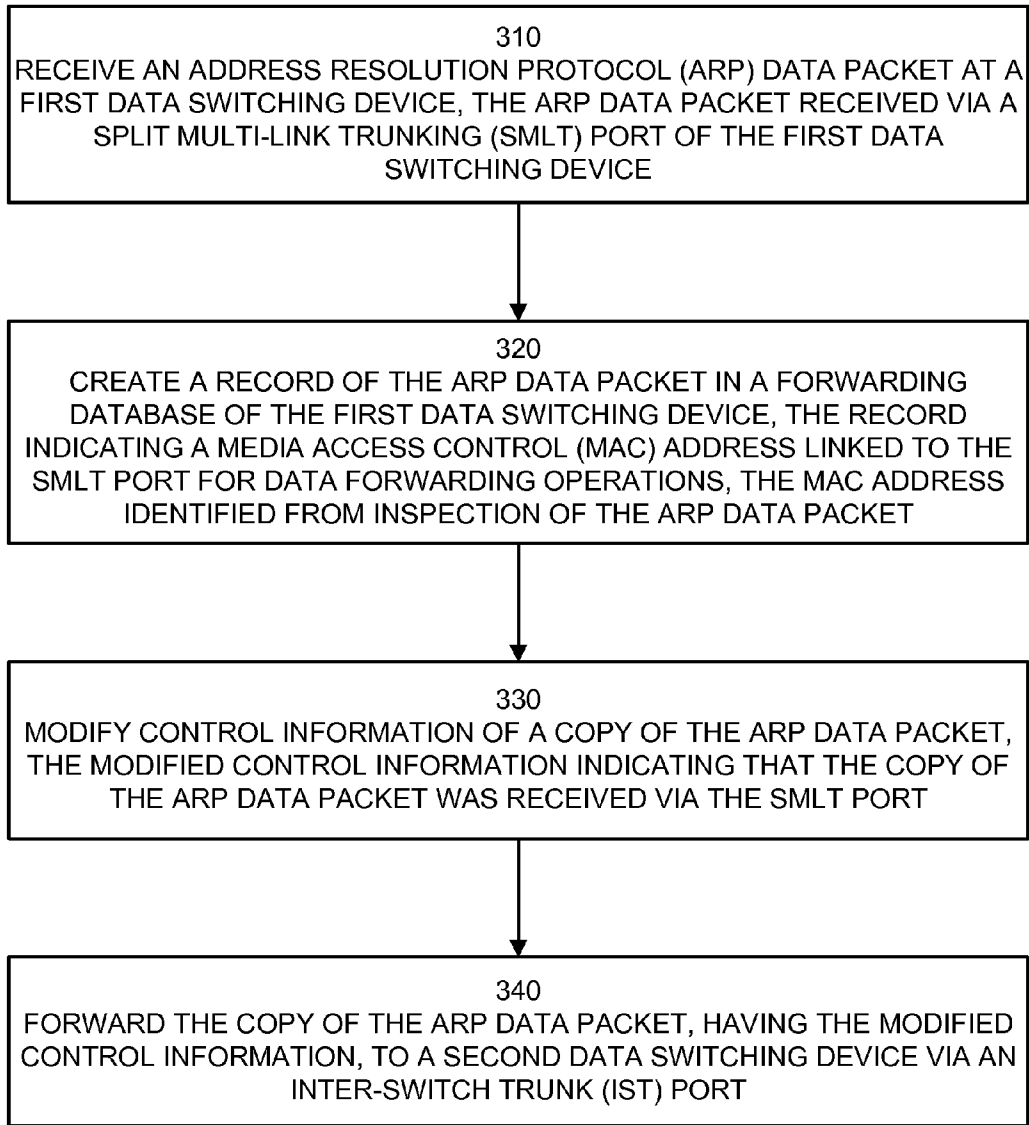 310
RECEIVE AN ADDRESS RESOLUTION PROTOCOL (ARP) DATA PACKET AT A
FIRST DATA SWITCHING DEVICE, THE ARP DATA PACKET RECEIVED VIA A
SPLIT MULTI-LINK TRUNKING (SMLT) PORT OF THE FIRST DATA
SWITCHING DEVICE
320
CREATE A RECORD OF THE ARP DATA PACKET IN A FORWARDING
DATABASE OF THE FIRST DATA SWITCHING DEVICE, THE RECORD
INDICATING A MEDIA ACCESS CONTROL (MAC) ADDRESS LINKED TO THE
SMLT PORT FOR DATA FORWARDING OPERATIONS, THE MAC ADDRESS
IDENTIFIED FROM INSPECTION OF THE ARP DATA PACKET
330
MODIFY CONTROL INFORMATION OF A COPY OF THE ARP DATA PACKET,
THE MODIFIED CONTROL INFORMATION INDICATING THAT THE COPY OF
THE ARP DATA PACKET WAS RECEIVED VIA THE SMLT PORT
340
FORWARD THE COPY OF THE ARP DATA PACKET, HAVING THE MODIFIED
CONTROL INFORMATION, TO A SECOND DATA SWITCHING DEVICE VIA AN
INTER-SWITCH TRUNK (IST) PORT